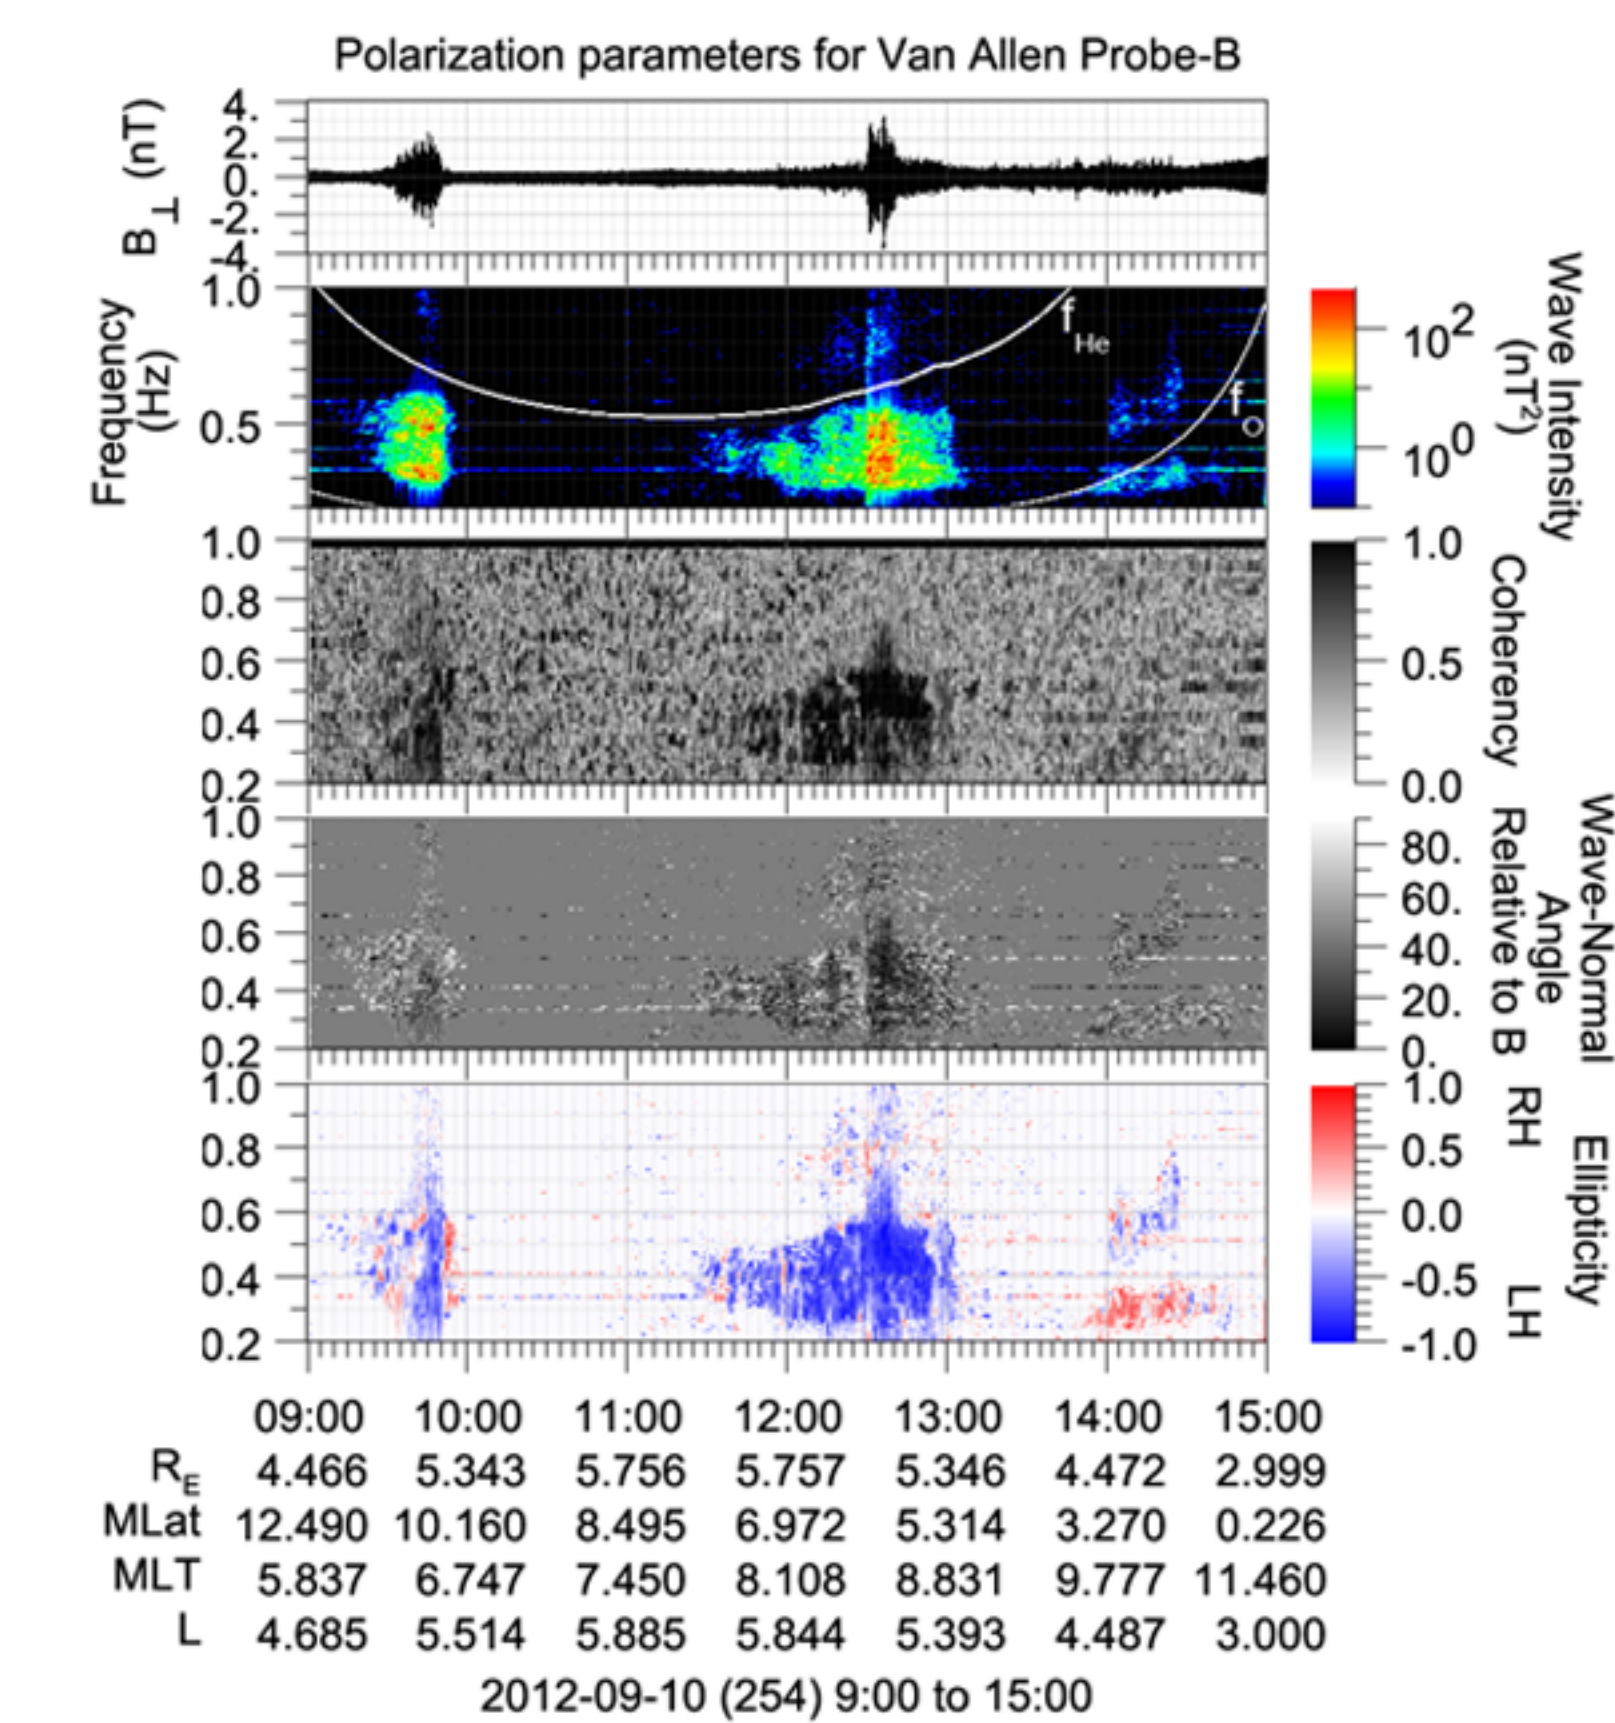 Polarization parameters for Van Allen Probe-B
B⊥ (nT)
4.
2.
0.
-2.
-4.
Frequency
(Hz)
1.0
0.5
fHe
fO
10²
10⁰
Wave Intensity
(nT²)
1.0
0.8
0.6
0.4
0.2
1.0
0.5
0.0
Coherency
1.0
0.8
0.6
0.4
0.2
80.
60.
40.
20.
0.
Wave-Normal
Angle
Relative to B
1.0
0.8
0.6
0.4
0.2
1.0
0.5
0.0
-0.5
-1.0
RH
LH
Ellipticity
09:00 10:00 11:00 12:00 13:00 14:00 15:00
RE 4.466 5.343 5.756 5.757 5.346 4.472 2.999
MLat 12.490 10.160 8.495 6.972 5.314 3.270 0.226
MLT 5.837 6.747 7.450 8.108 8.831 9.777 11.460
L 4.685 5.514 5.885 5.844 5.393 4.487 3.000
2012-09-10 (254) 9:00 to 15:00